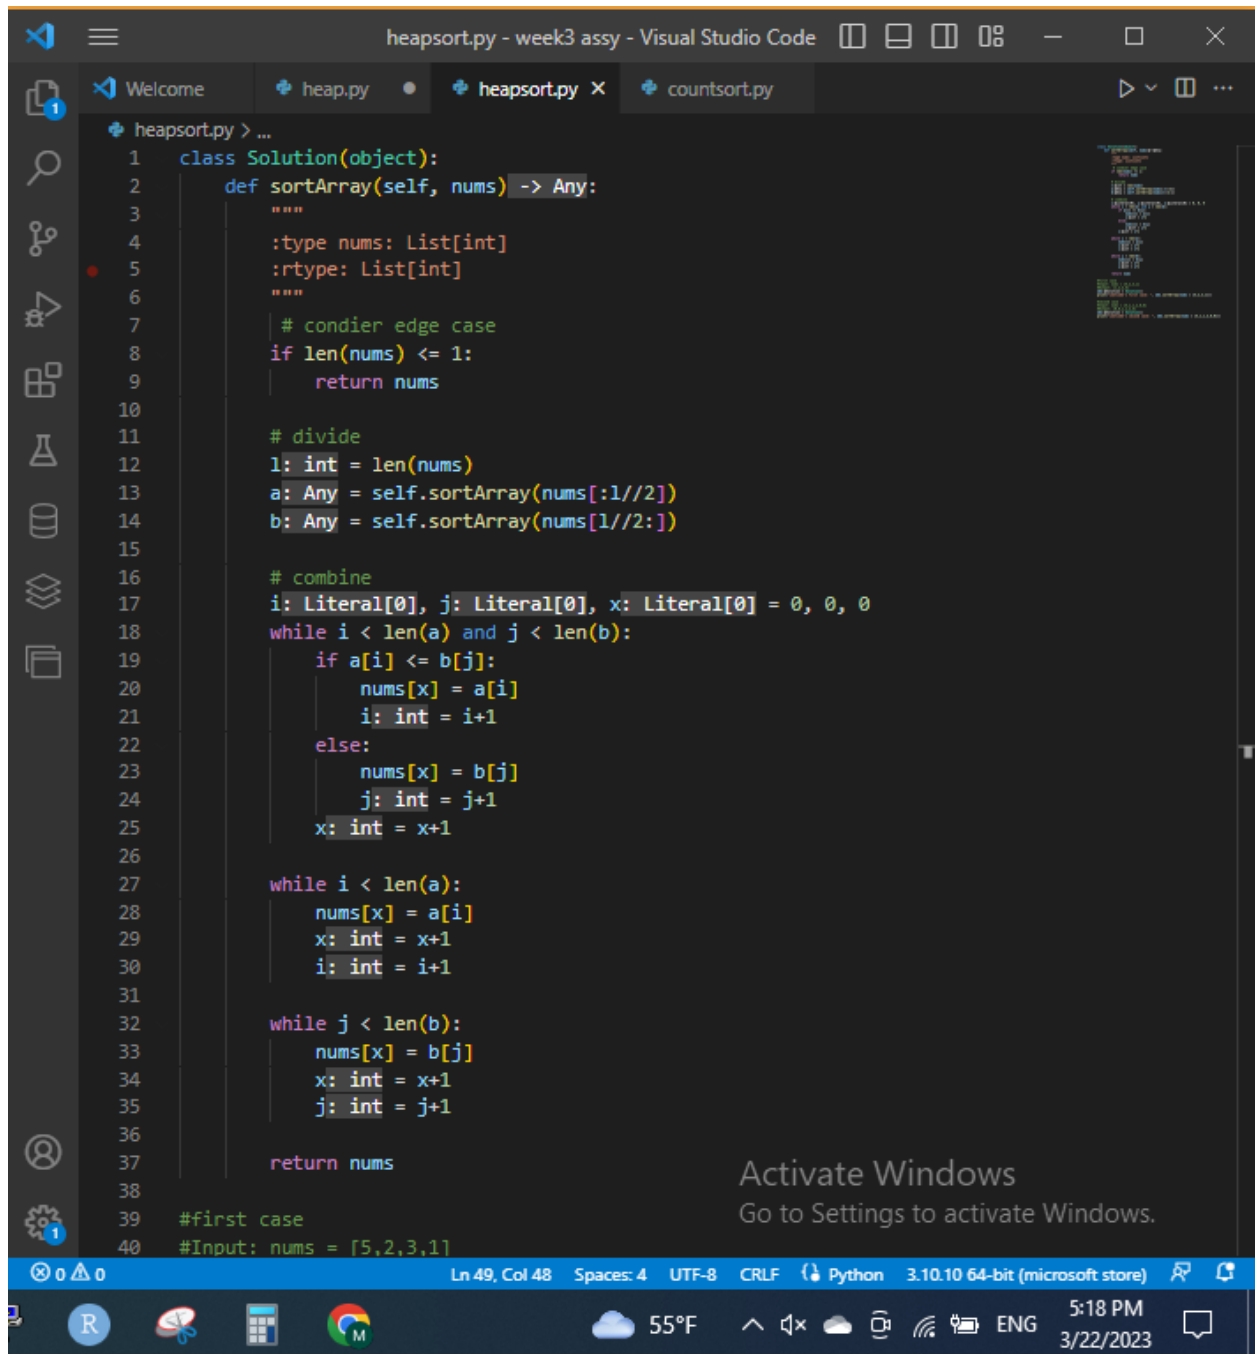 heapsort.py - week3 assy - Visual Studio Code
Welcome heap.py heapsort.py countsort.py
heapsort.py > ...
1 class Solution(object):
2 def sortArray(self, nums) -> Any:
3 """
4 :type nums: List[int]
5 :rtype: List[int]
6 """
7 # condier edge case
8 if len(nums) <= 1:
9 return nums
10
11 # divide
12 l: int = len(nums)
13 a: Any = self.sortArray(nums[:l//2])
14 b: Any = self.sortArray(nums[l//2:])
15
16 # combine
17 i: Literal[0], j: Literal[0], x: Literal[0] = 0, 0, 0
18 while i < len(a) and j < len(b):
19 if a[i] <= b[j]:
20 nums[x] = a[i]
21 i: int = i+1
22 else:
23 nums[x] = b[j]
24 j: int = j+1
25 x: int = x+1
26
27 while i < len(a):
28 nums[x] = a[i]
29 x: int = x+1
30 i: int = i+1
31
32 while j < len(b):
33 nums[x] = b[j]
34 x: int = x+1
35 j: int = j+1
36
37 return nums
38
39 #first case
40 #Input: nums = [5,2,3,1]
1
1
Activate Windows
Go to Settings to activate Windows.
0 0 Ln 49, Col 48 Spaces: 4 UTF-8 CRLF Python 3.10.10 64-bit (microsoft store)
R M 55°F ENG 5:18 PM
3/22/2023